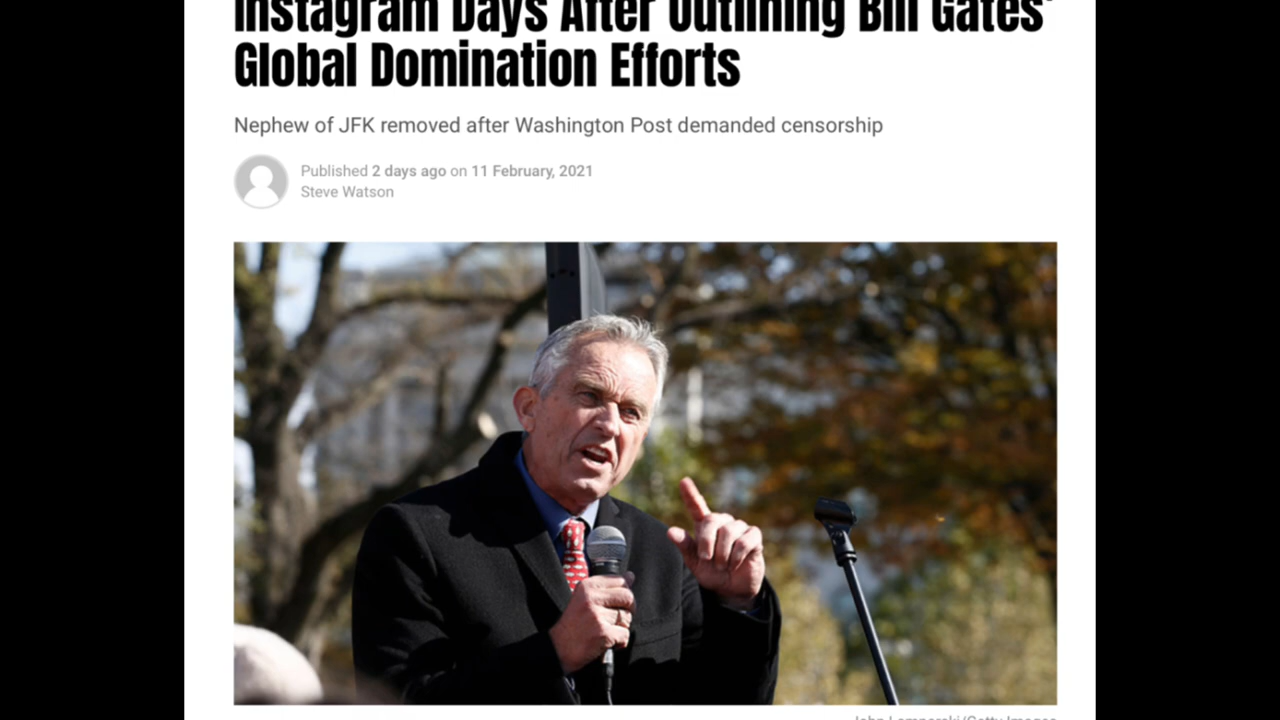 Instagram Days After Outlining Bill Gates'
Global Domination Efforts
Nephew of JFK removed after Washington Post demanded censorship
Published 2 days ago on 11 February, 2021
Steve Watson